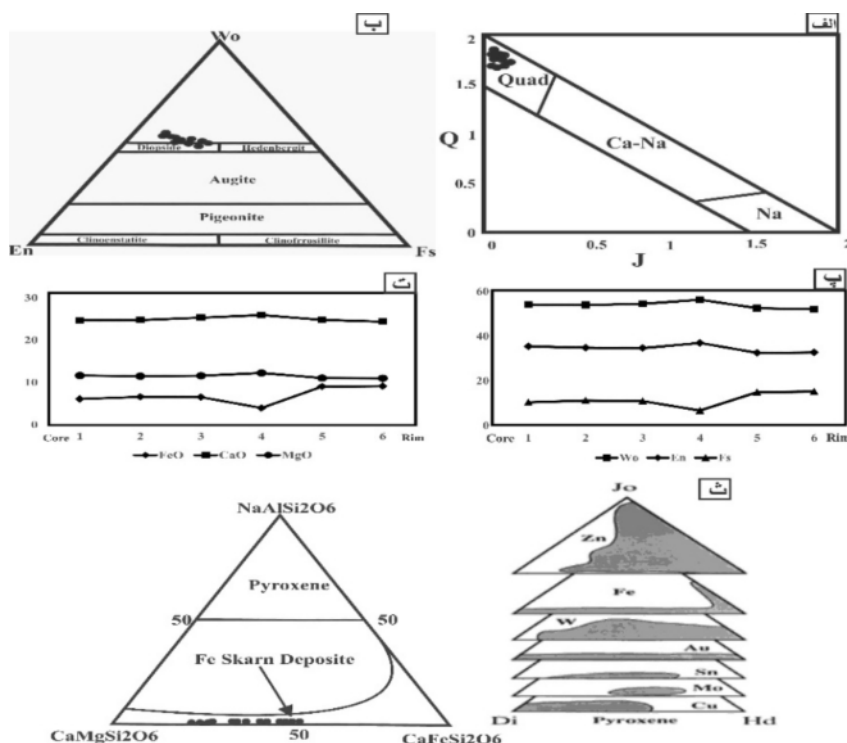 الف
2
1.5
1
0.5
0
Q
Quad
Ca-Na
Na
0
0.5
1
1.5
2
J
ب
Wo
Diopside
Hedenbergit
Augite
Pigeonite
Clinoenstatite
Clinofrrosillite
En
Fs
پ
60
40
20
0
Core 1 2 3 4 5 6 Rim
Wo En Fs
ت
30
20
10
0
Core 1 2 3 4 5 6 Rim
FeO CaO MgO
ث
Jo
Zn
Fe
W
Au
Sn
Mo
Cu
Di Pyroxene Hd
NaAlSi2O6
Pyroxene
50 50
Fe Skarn Deposite
CaMgSi2O6 50 CaFeSi2O6